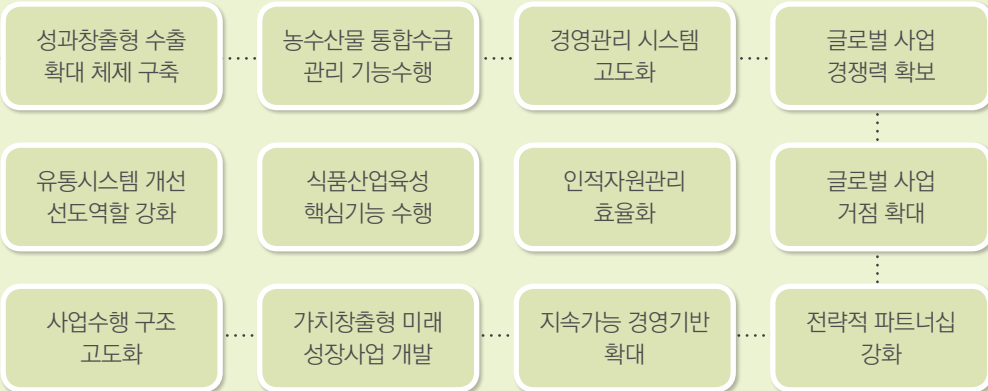 성과창출형 수출
확대 체제 구축
농수산물 통합수급
관리 기능수행
경영관리 시스템
고도화
글로벌 사업
경쟁력 확보
유통시스템 개선
선도역할 강화
식품산업육성
핵심기능 수행
인적자원관리
효율화
글로벌 사업
거점 확대
사업수행 구조
고도화
가치창출형 미래
성장사업 개발
지속가능 경영기반
확대
전략적 파트너십
강화